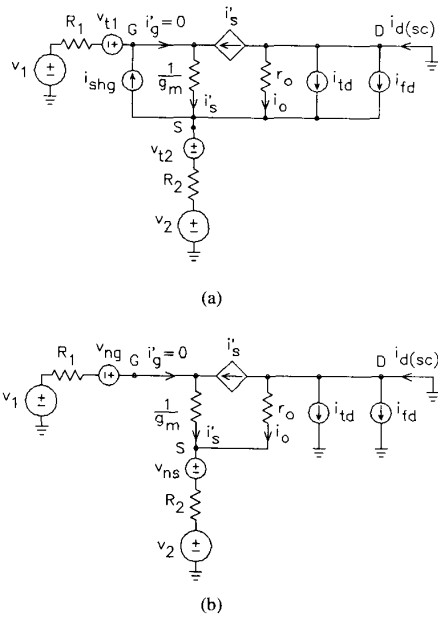 R1 vt1 G i'g=0 i's D id(sc)
v1 ishg 1/gm i's ro io itd ifd
S
vt2
R2
v2
(a)
R1 vng G i'g=0 i's D id(sc)
v1 1/gm i's ro io itd ifd
S
vns
R2
v2
(b)